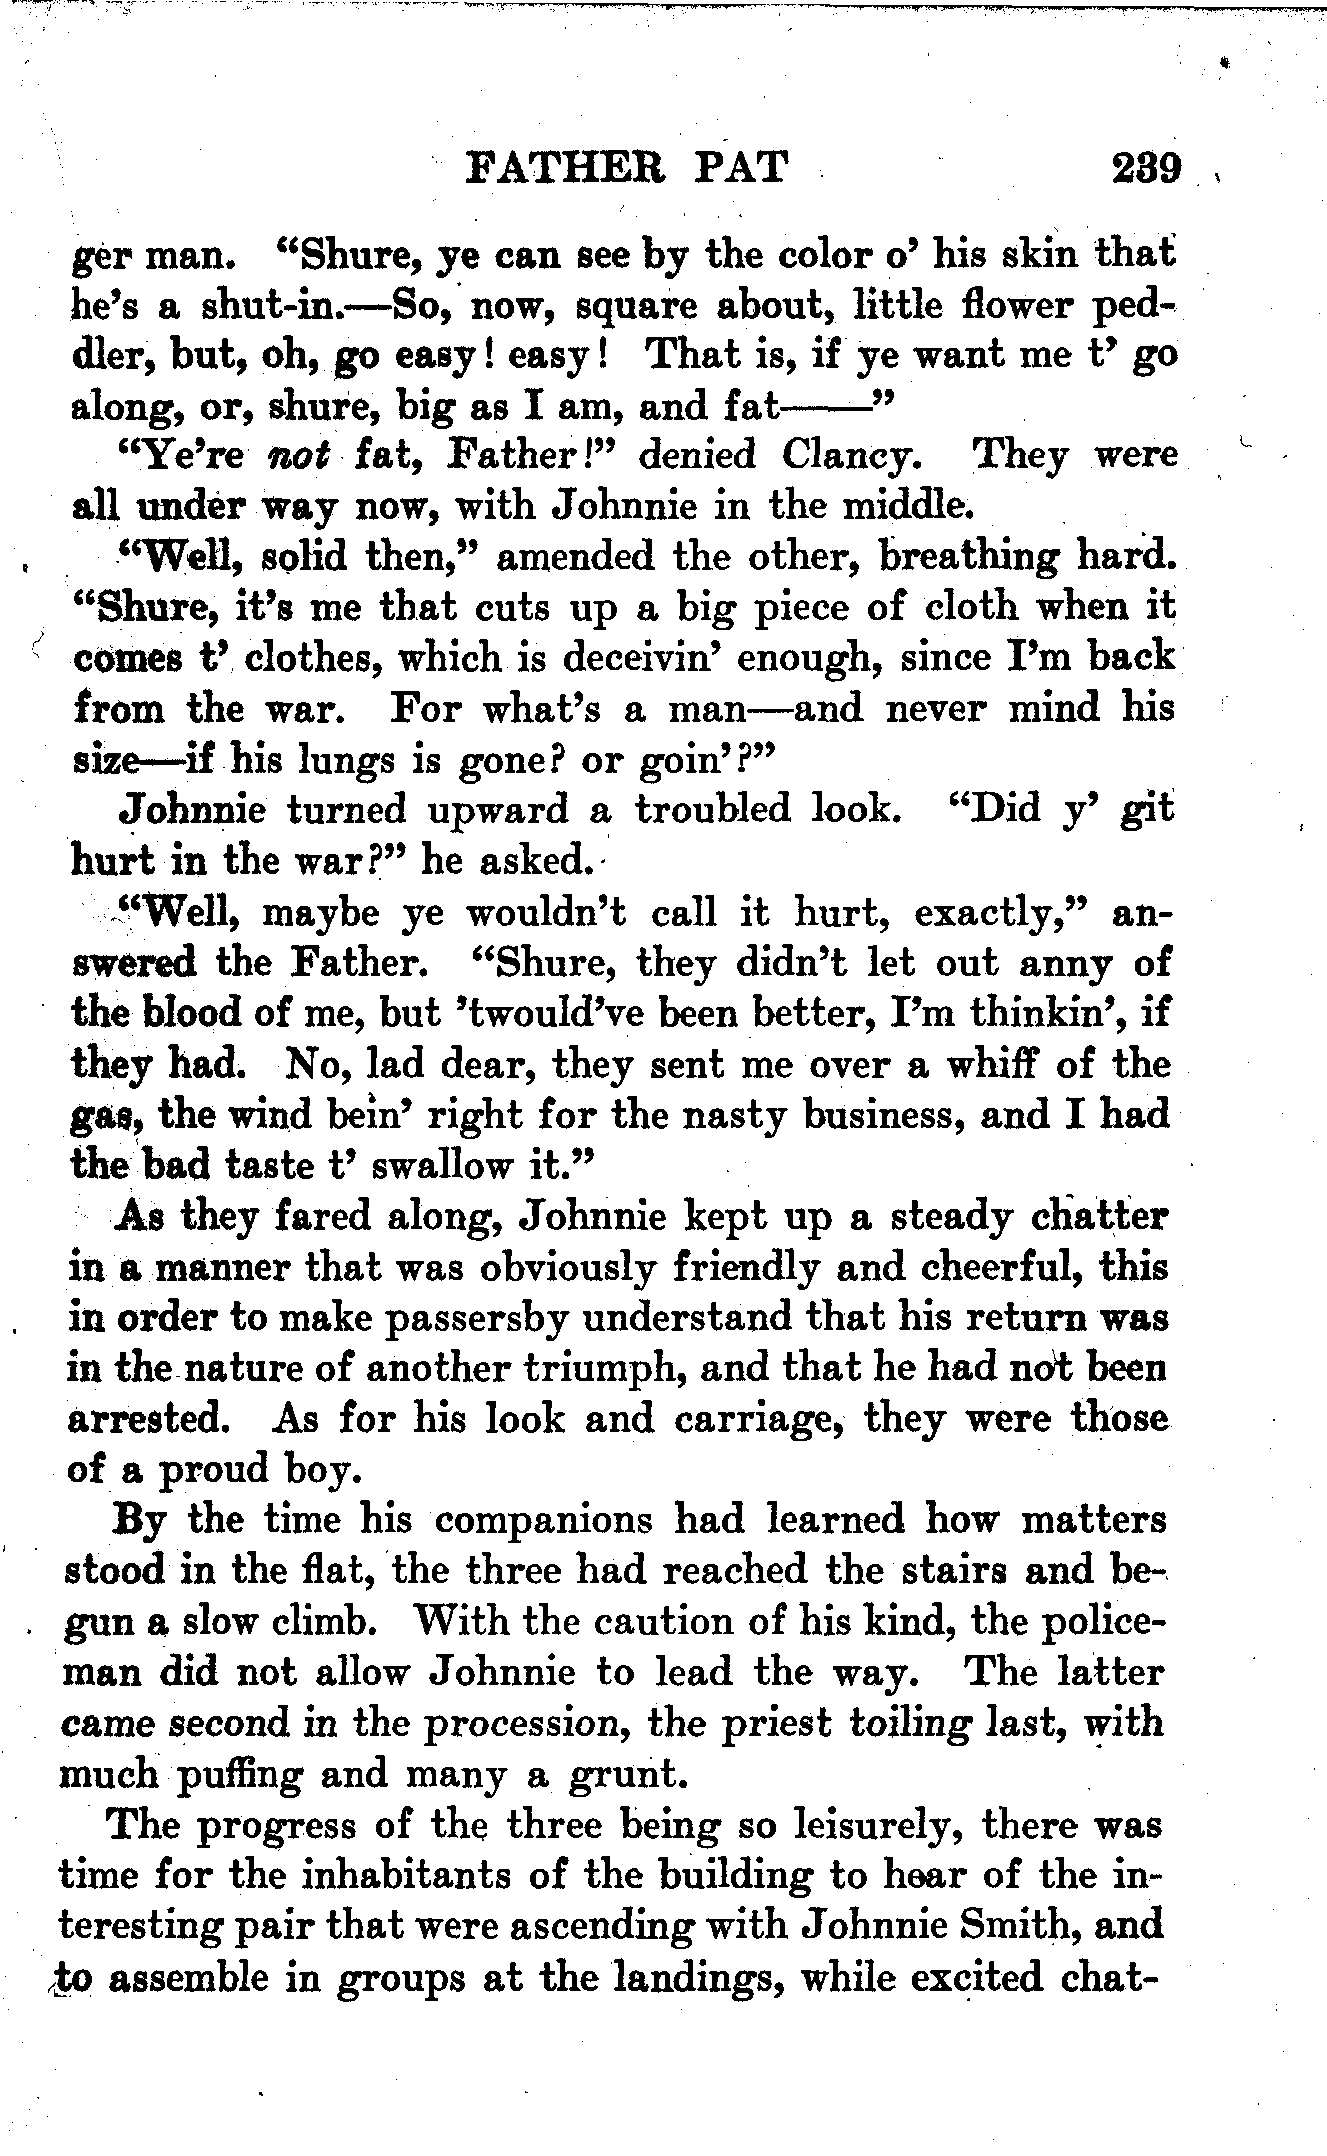 FATHER PAT 239
ger man. “Shure, ye can see by the color o’ his skin that
he’s a shut-in.—So, now, square about, little flower ped-
dler, but, oh, go easy! easy! That is, if ye want me t’ go
along, or, shure, big as I am, and fat——”
“Ye’re not fat, Father!” denied Clancy. They were
all under way now, with Johnnie in the middle.
“Well, solid then,” amended the other, breathing hard.
“Shure, it’s me that cuts up a big piece of cloth when it
comes t’ clothes, which is deceivin’ enough, since I’m back
from the war. For what’s a man—and never mind his
size—if his lungs is gone? or goin’?”
Johnnie turned upward a troubled look. “Did y’ git
hurt in the war?” he asked.
“Well, maybe ye wouldn’t call it hurt, exactly,” an-
swered the Father. “Shure, they didn’t let out anny of
the blood of me, but ’twould’ve been better, I’m thinkin’, if
they had. No, lad dear, they sent me over a whiff of the
gas, the wind bein’ right for the nasty business, and I had
the bad taste t’ swallow it.”
As they fared along, Johnnie kept up a steady chatter
in a manner that was obviously friendly and cheerful, this
in order to make passersby understand that his return was
in the nature of another triumph, and that he had not been
arrested. As for his look and carriage, they were those
of a proud boy.
By the time his companions had learned how matters
stood in the flat, the three had reached the stairs and be-
gun a slow climb. With the caution of his kind, the police-
man did not allow Johnnie to lead the way. The latter
came second in the procession, the priest toiling last, with
much puffing and many a grunt.
The progress of the three being so leisurely, there was
time for the inhabitants of the building to hear of the in-
teresting pair that were ascending with Johnnie Smith, and
to assemble in groups at the landings, while excited chat-